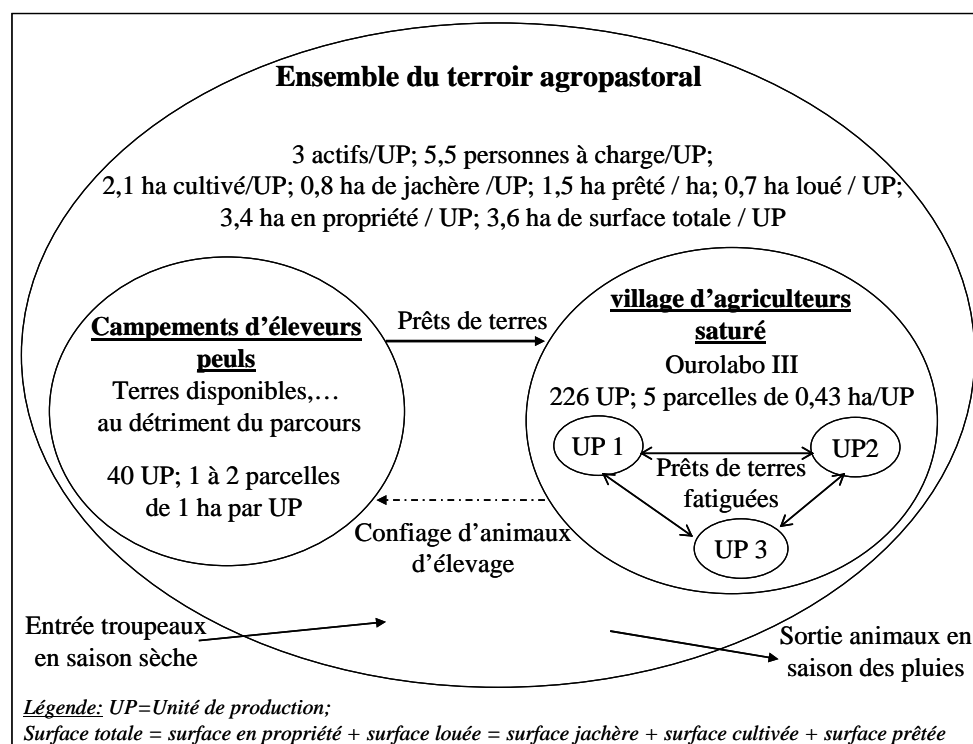 Ensemble du terroir agropastoral
3 actifs/UP; 5,5 personnes à charge/UP;
2,1 ha cultivé/UP; 0,8 ha de jachère /UP; 1,5 ha prêté / ha; 0,7 ha loué / UP;
3,4 ha en propriété / UP; 3,6 ha de surface totale / UP
Campements d'éleveurs
peuls
Terres disponibles,…
au détriment du parcours
40 UP; 1 à 2 parcelles
de 1 ha par UP
Prêts de terres
village d'agriculteurs
saturé
Ourolabo III
226 UP; 5 parcelles de 0,43 ha/UP
UP 1
UP2
Prêts de terres
fatiguées
UP 3
Confiage d'animaux
d'élevage
Entrée troupeaux
en saison sèche
Sortie animaux en
saison des pluies
Légende: UP=Unité de production;
Surface totale = surface en propriété + surface louée = surface jachère + surface cultivée + surface prêtée